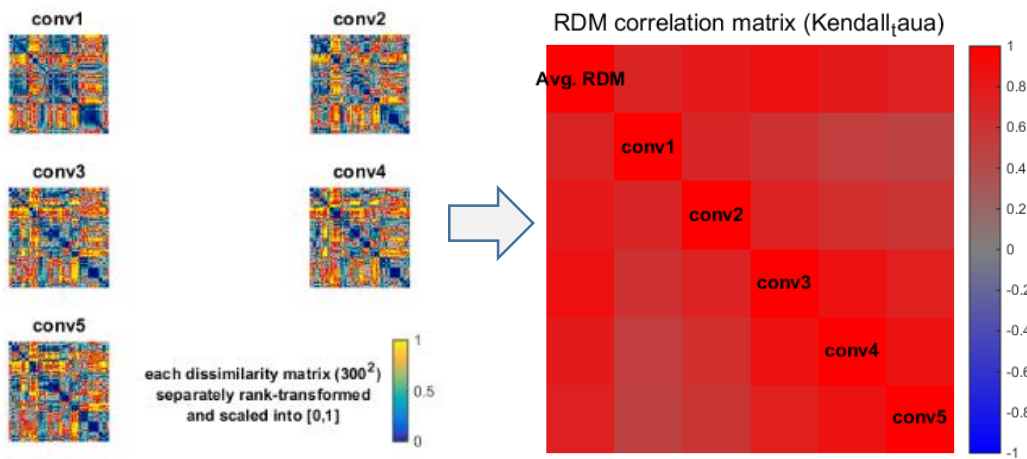 conv1
conv2
conv3
conv4
conv5
each dissimilarity matrix (300²)
separately rank-transformed
and scaled into [0,1]
1
0.5
0
RDM correlation matrix (Kendallₜaua)
Avg. RDM
conv1
conv2
conv3
conv4
conv5
1
0.8
0.6
0.4
0.2
0
-0.2
-0.4
-0.6
-0.8
-1